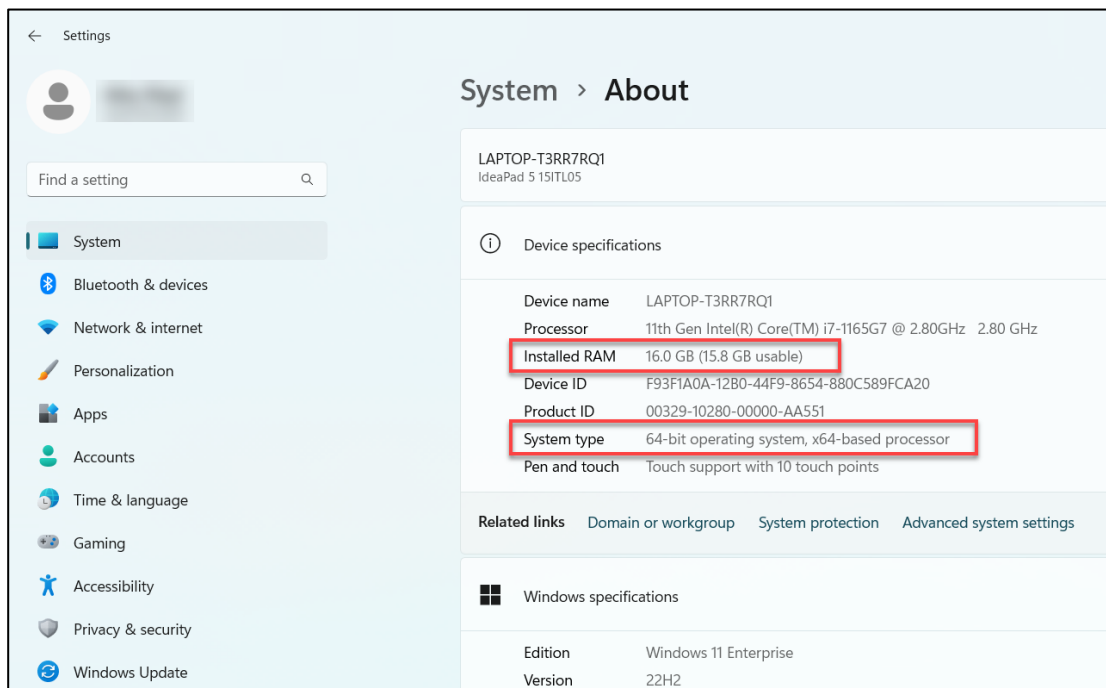 Settings
Find a setting
System
Bluetooth & devices
Network & internet
Personalization
Apps
Accounts
Time & language
Gaming
Accessibility
Privacy & security
Windows Update
System > About
LAPTOP-T3RR7RQ1
IdeaPad 5 15ITL05
Device specifications
Device name LAPTOP-T3RR7RQ1
Processor 11th Gen Intel(R) Core(TM) i7-1165G7 @ 2.80GHz 2.80 GHz
Installed RAM 16.0 GB (15.8 GB usable)
Device ID F93F1A0A-12B0-44F9-8654-880C589FCA20
Product ID 00329-10280-00000-AA551
System type 64-bit operating system, x64-based processor
Pen and touch Touch support with 10 touch points
Related links Domain or workgroup System protection Advanced system settings
Windows specifications
Edition Windows 11 Enterprise
Version 22H2